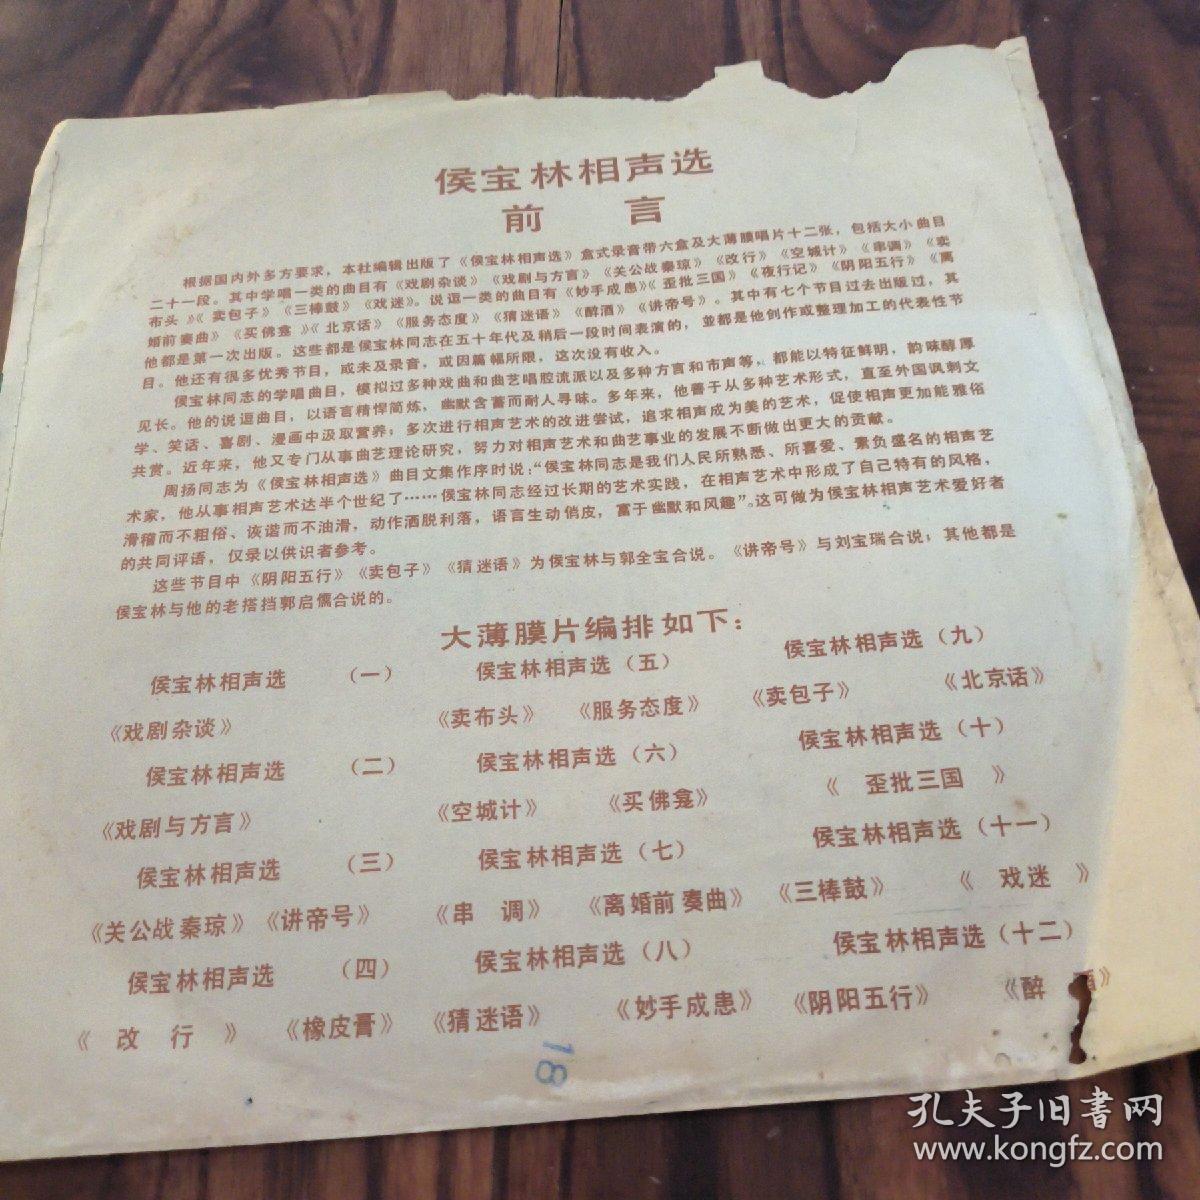 侯宝林相声选
前言
根据国内外多方要求，本社编辑出版了《侯宝林相声选》盒式录音带六盒及大薄膜唱片十二张，包括大小曲目
二十一段。其中学唱一类的曲目有《戏剧杂谈》《戏剧与方言》《关公战秦琼》《改行》《空城计》《串调》《卖
布头》《卖包子》《三棒鼓》《戏迷》。说逗一类的曲目有《妙手成患》《歪批三国》《夜行记》《阴阳五行》《离
婚前奏曲》《买佛龛》《北京话》《服务态度》《猜迷语》《醉酒》《讲帝号》。其中有七个节目过去出版过，其
他都是第一次出版。这些都是侯宝林同志在五十年代及稍后一段时间表演的，並都是他创作或整理加工的代表性节
目。他还有很多优秀节目，或未及录音，或因篇幅所限，这次没有收入。
侯宝林同志的学唱曲目，模拟过多种戏曲和曲艺唱腔流派以及多种方言和市声等，都能以特征鲜明，韵味醇厚
见长。他的说逗曲目，以语言精悍简炼，幽默含蓄而耐人寻味。多年来，他善于从多种艺术形式，直至外国讽刺文
学、笑话、喜剧、漫画中汲取营养；多次进行相声艺术的改进尝试，追求相声成为美的艺术，促使相声更加能雅俗
共赏。近年来，他又专门从事曲艺理论研究，努力对相声艺术和曲艺事业的发展不断做出更大的贡献。
周扬同志为《侯宝林相声选》曲目文集作序时说：“侯宝林同志是我们人民所熟悉、所喜爱、素负盛名的相声艺
术家，他从事相声艺术达半个世纪了……侯宝林同志经过长期的艺术实践，在相声艺术中形成了自己特有的风格，
滑稽而不粗俗、诙谐而不油滑，动作洒脱利落，语言生动俏皮，富于幽默和风趣”。这可做为侯宝林相声艺术爱好者
的共同评语，仅录以供识者参考。
这些节目中《阴阳五行》《卖包子》《猜迷语》为侯宝林与郭全宝合说。《讲帝号》与刘宝瑞合说；其他都是
侯宝林与他的老搭挡郭启儒合说的。
大薄膜片编排如下：
侯宝林相声选（一） 侯宝林相声选（五） 侯宝林相声选（九）
《戏剧杂谈》 《卖布头》 《服务态度》 《卖包子》 《北京话》
侯宝林相声选（二） 侯宝林相声选（六） 侯宝林相声选（十）
《戏剧与方言》 《空城计》 《买佛龛》 《歪批三国》
侯宝林相声选（三） 侯宝林相声选（七） 侯宝林相声选（十一）
《关公战秦琼》《讲帝号》 《串调》 《离婚前奏曲》 《三棒鼓》 《戏迷》
侯宝林相声选（四） 侯宝林相声选（八） 侯宝林相声选（十二）
《改行》 《橡皮膏》 《猜迷语》 《妙手成患》 《阴阳五行》 《醉 》
18
孔夫子旧书网
www.kongfz.com